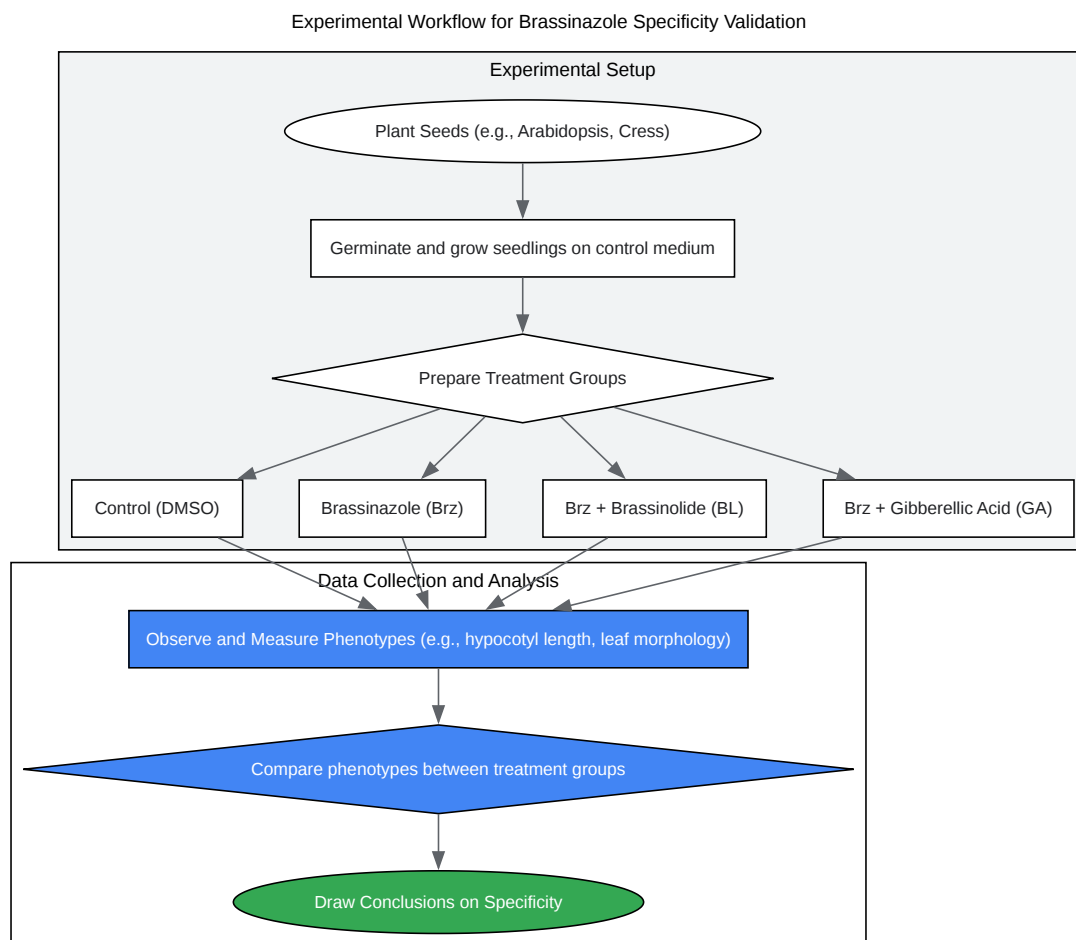 Experimental Workflow for Brassinazole Specificity Validation
Experimental Setup
Plant Seeds (e.g., Arabidopsis, Cress)
Germinate and grow seedlings on control medium
Prepare Treatment Groups
Control (DMSO)
Brassinazole (Brz)
Brz + Brassinolide (BL)
Brz + Gibberellic Acid (GA)
Data Collection and Analysis
Observe and Measure Phenotypes (e.g., hypocotyl length, leaf morphology)
Compare phenotypes between treatment groups
Draw Conclusions on Specificity